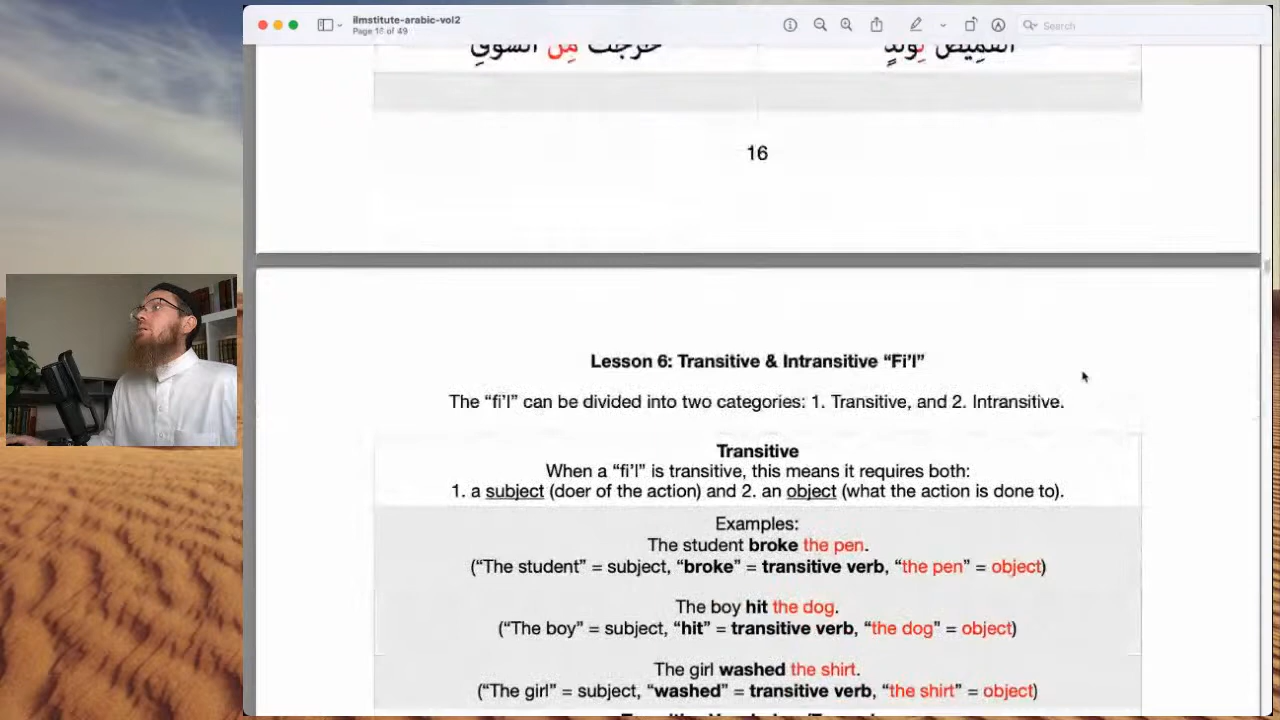 ilmstitute-arabic-vol2
Page 18 of 49
Search
خرجت مِن السوقِ
القميص لِولدٍ
16
Lesson 6: Transitive & Intransitive “Fi’l”
The “fi’l” can be divided into two categories: 1. Transitive, and 2. Intransitive.
Transitive
When a “fi’l” is transitive, this means it requires both:
1. a subject (doer of the action) and 2. an object (what the action is done to).
Examples:
The student broke the pen.
(“The student” = subject, “broke” = transitive verb, “the pen” = object)
The boy hit the dog.
(“The boy” = subject, “hit” = transitive verb, “the dog” = object)
The girl washed the shirt.
(“The girl” = subject, “washed” = transitive verb, “the shirt” = object)